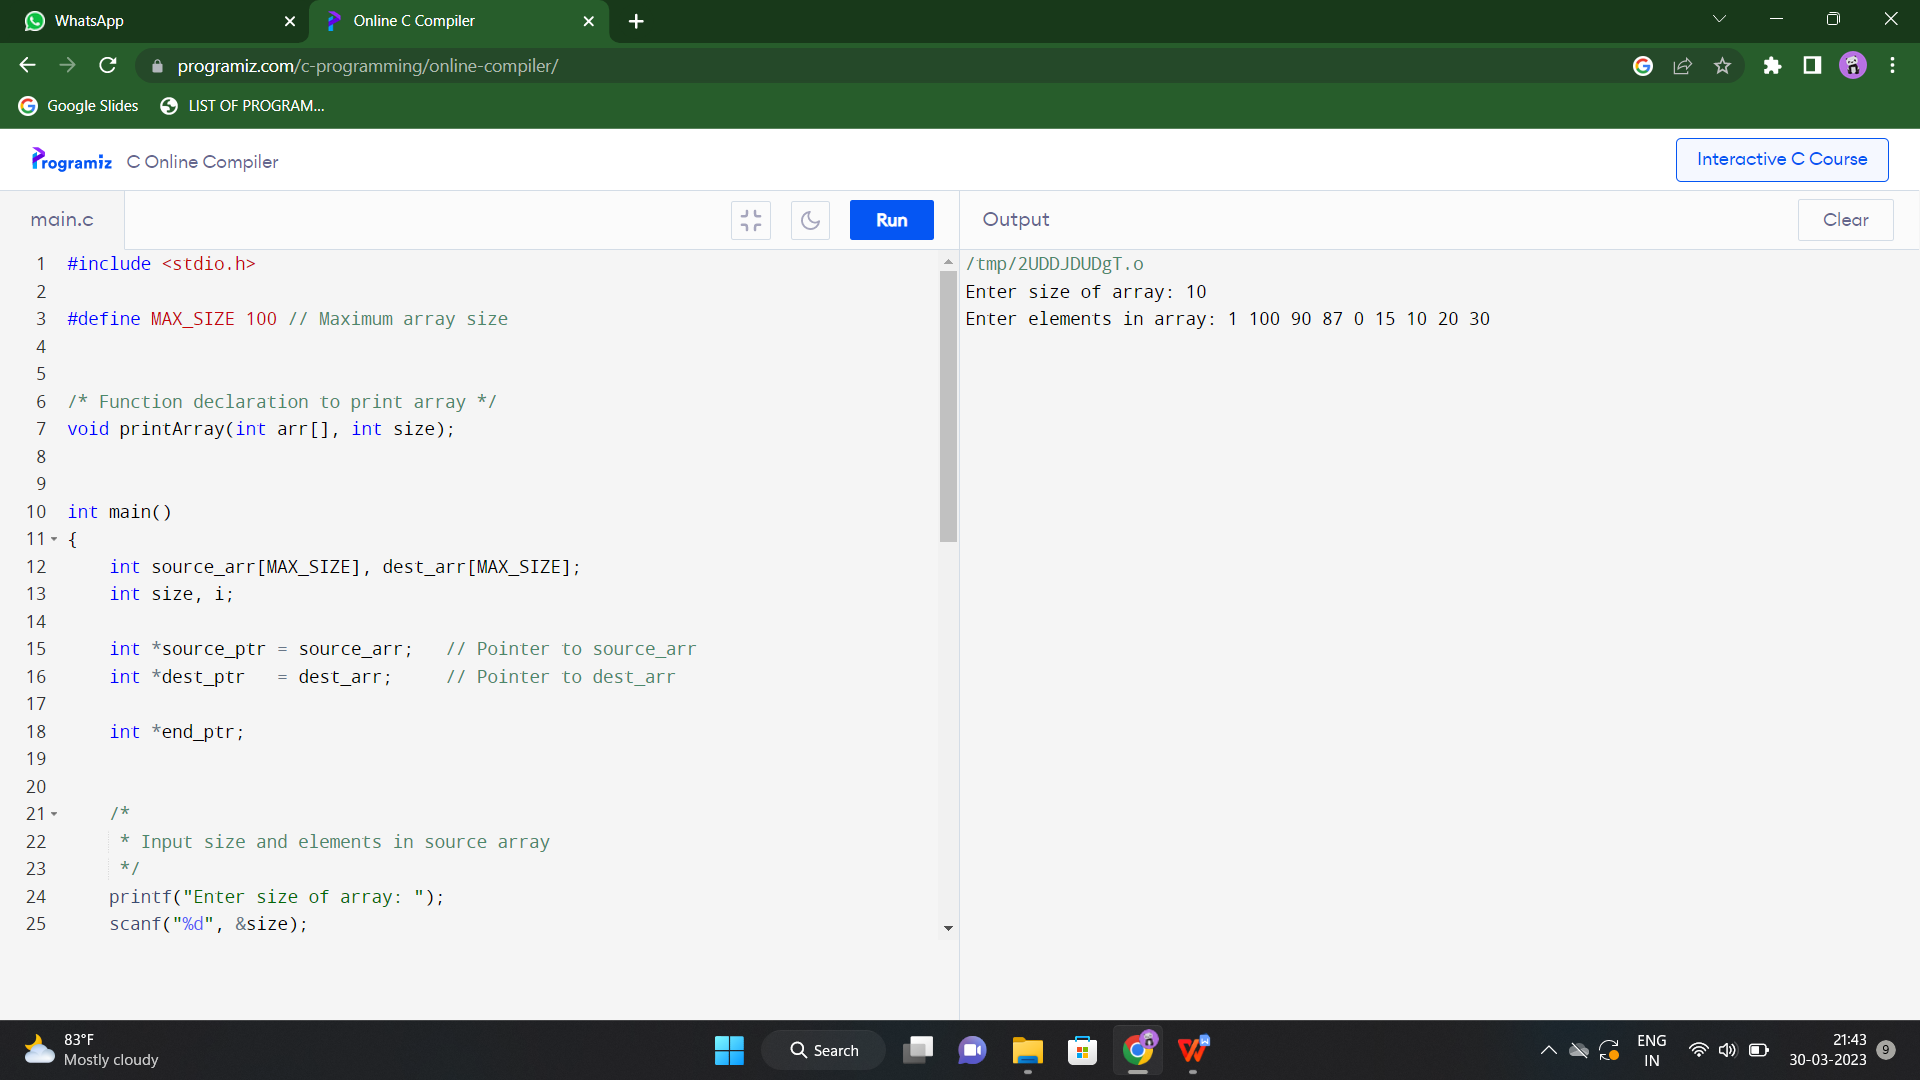 WhatsApp
Online C Compiler
programiz.com/c-programming/online-compiler/
Google Slides
LIST OF PROGRAM...
Programiz C Online Compiler
Interactive C Course
main.c
Run
Output
Clear
1 #include <stdio.h>
2
3 #define MAX_SIZE 100 // Maximum array size
4
5
6 /* Function declaration to print array */
7 void printArray(int arr[], int size);
8
9
10 int main()
11 {
12 int source_arr[MAX_SIZE], dest_arr[MAX_SIZE];
13 int size, i;
14
15 int *source_ptr = source_arr; // Pointer to source_arr
16 int *dest_ptr = dest_arr; // Pointer to dest_arr
17
18 int *end_ptr;
19
20
21 /*
22 * Input size and elements in source array
23 */
24 printf("Enter size of array: ");
25 scanf("%d", &size);
/tmp/2UDDJDUDgT.o
Enter size of array: 10
Enter elements in array: 1 100 90 87 0 15 10 20 30
83°F
Mostly cloudy
Search
ENG
IN
21:43
30-03-2023
9